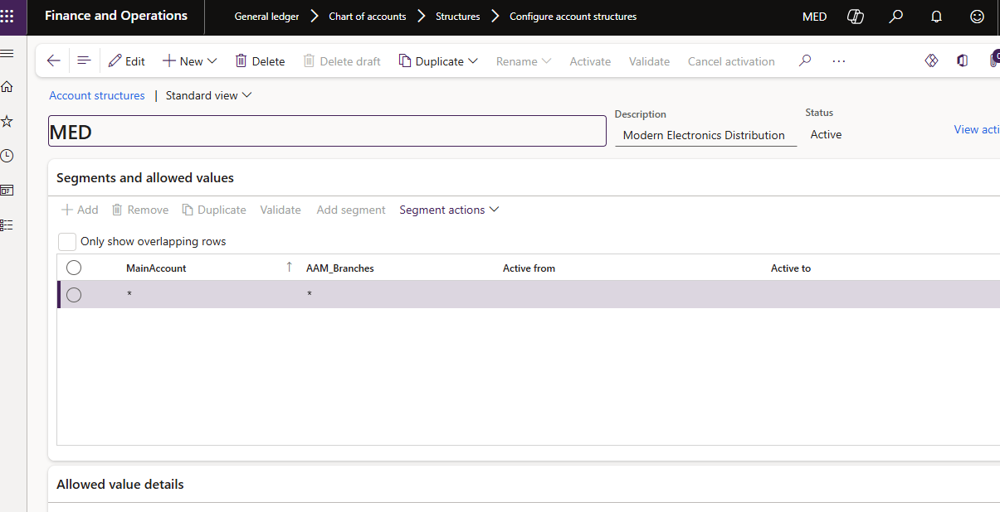 Finance and Operations General ledger Chart of accounts Structures Configure account structures MED
Edit New Delete Delete draft Duplicate Rename Activate Validate Cancel activation ...
Account structures | Standard view
Description Status
MED Modern Electronics Distribution Active View acti
Segments and allowed values
Add Remove Duplicate Validate Add segment Segment actions
Only show overlapping rows
MainAccount AAM_Branches Active from Active to
* *
Allowed value details